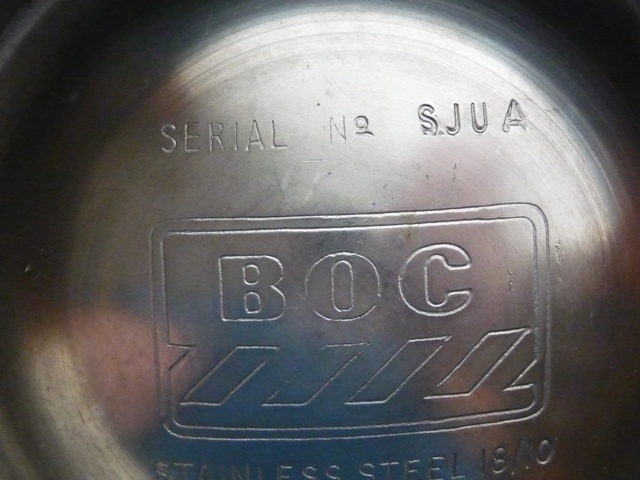 SERIAL Nº SJUA
BOC
STAINLESS STEEL 18/10